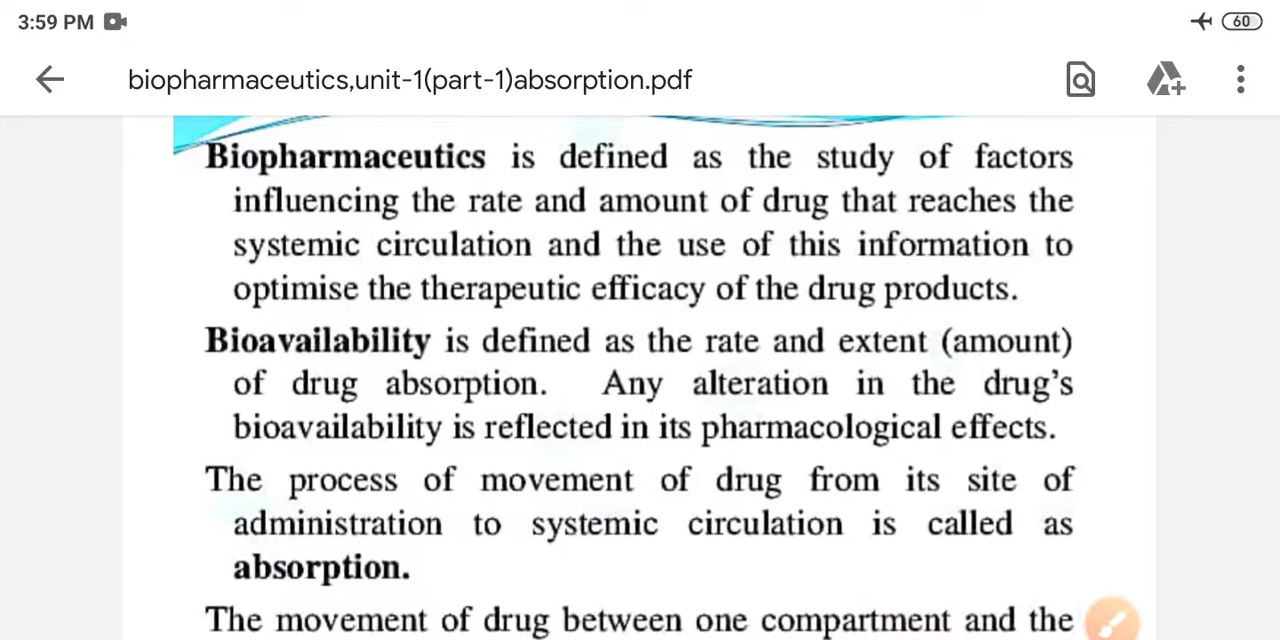 3:59 PM
60
biopharmaceutics,unit-1(part-1)absorption.pdf
Biopharmaceutics is defined as the study of factors
influencing the rate and amount of drug that reaches the
systemic circulation and the use of this information to
optimise the therapeutic efficacy of the drug products.
Bioavailability is defined as the rate and extent (amount)
of drug absorption. Any alteration in the drug's
bioavailability is reflected in its pharmacological effects.
The process of movement of drug from its site of
administration to systemic circulation is called as
absorption.
The movement of drug between one compartment and the